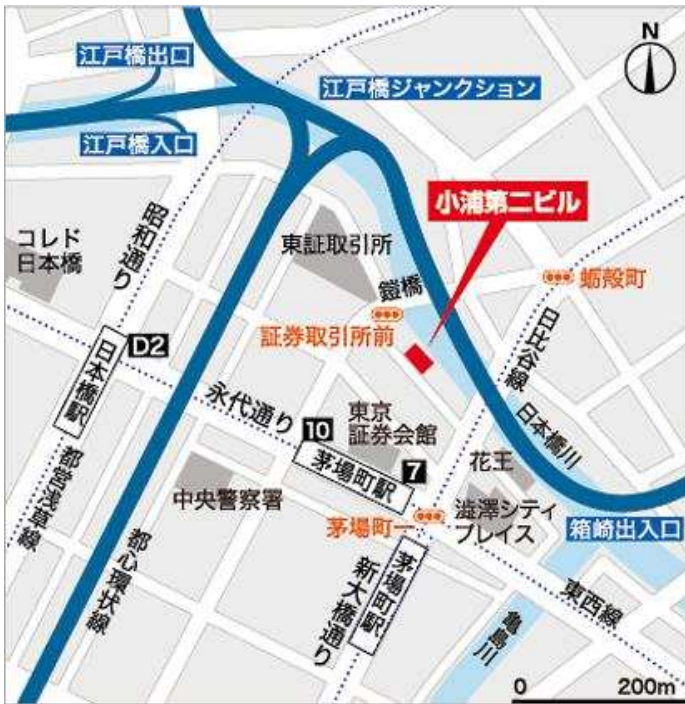 N
江戸橋出口
江戸橋ジャンクション
江戸橋入口
小浦第二ビル
昭和通り
コレド
日本橋
東証取引所
鎧橋
蛎殻町
証券取引所前
日比谷線
D2
日本橋駅
永代通り
10
東京
証券会館
日本橋川
茅場町駅
7
花王
中央警察署
都営浅草線
茅場町一
澁澤シティ
プレイス
箱崎出入口
都心環状線
新大橋通り
茅場町駅
東西線
亀島川
0
200m